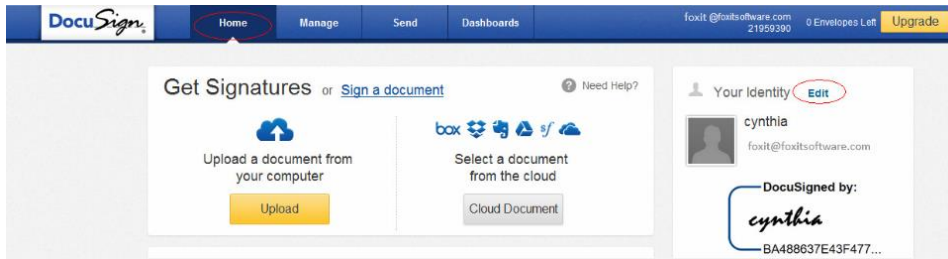 DocuSign
Home Manage Send Dashboards
foxit @foxitsoftware.com
21959390
0 Envelopes Left
Upgrade
Get Signatures or Sign a document
Need Help?
Upload a document from
your computer
Upload
box
sf
Select a document
from the cloud
Cloud Document
Your Identity Edit
cynthia
foxit@foxitsoftware.com
DocuSigned by:
cynthia
BA488637E43F477...